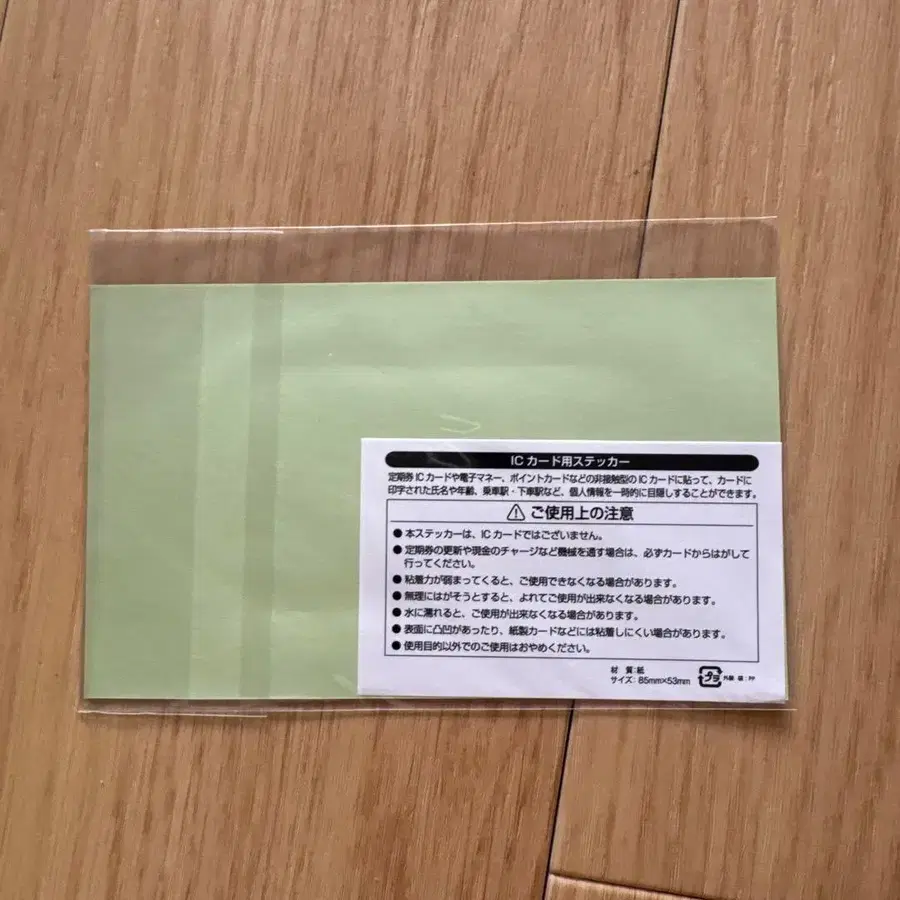 ICカード用ステッカー
定期券ICカードや電子マネー、ポイントカードなどの非接触型のICカードに貼って、カードに
印字された氏名や年齢、乗車駅・下車駅など、個人情報を一時的に目隠しすることができます。
ご使用上の注意
●本ステッカーは、ICカードではございません。
●定期券の更新や現金のチャージなど機械を通す場合は、必ずカードからはがして
行ってください。
●粘着力が弱まってくると、ご使用できなくなる場合があります。
●無理にはがそうとすると、よれてご使用が出来なくなる場合があります。
●水に濡れると、ご使用が出来なくなる場合があります。
●表面に凸凹があったり、紙製カードなどには粘着しにくい場合があります。
●使用目的以外でのご使用はおやめください。
材 質:紙
サイズ:85mm×53mm
プラ
外装 袋:PP